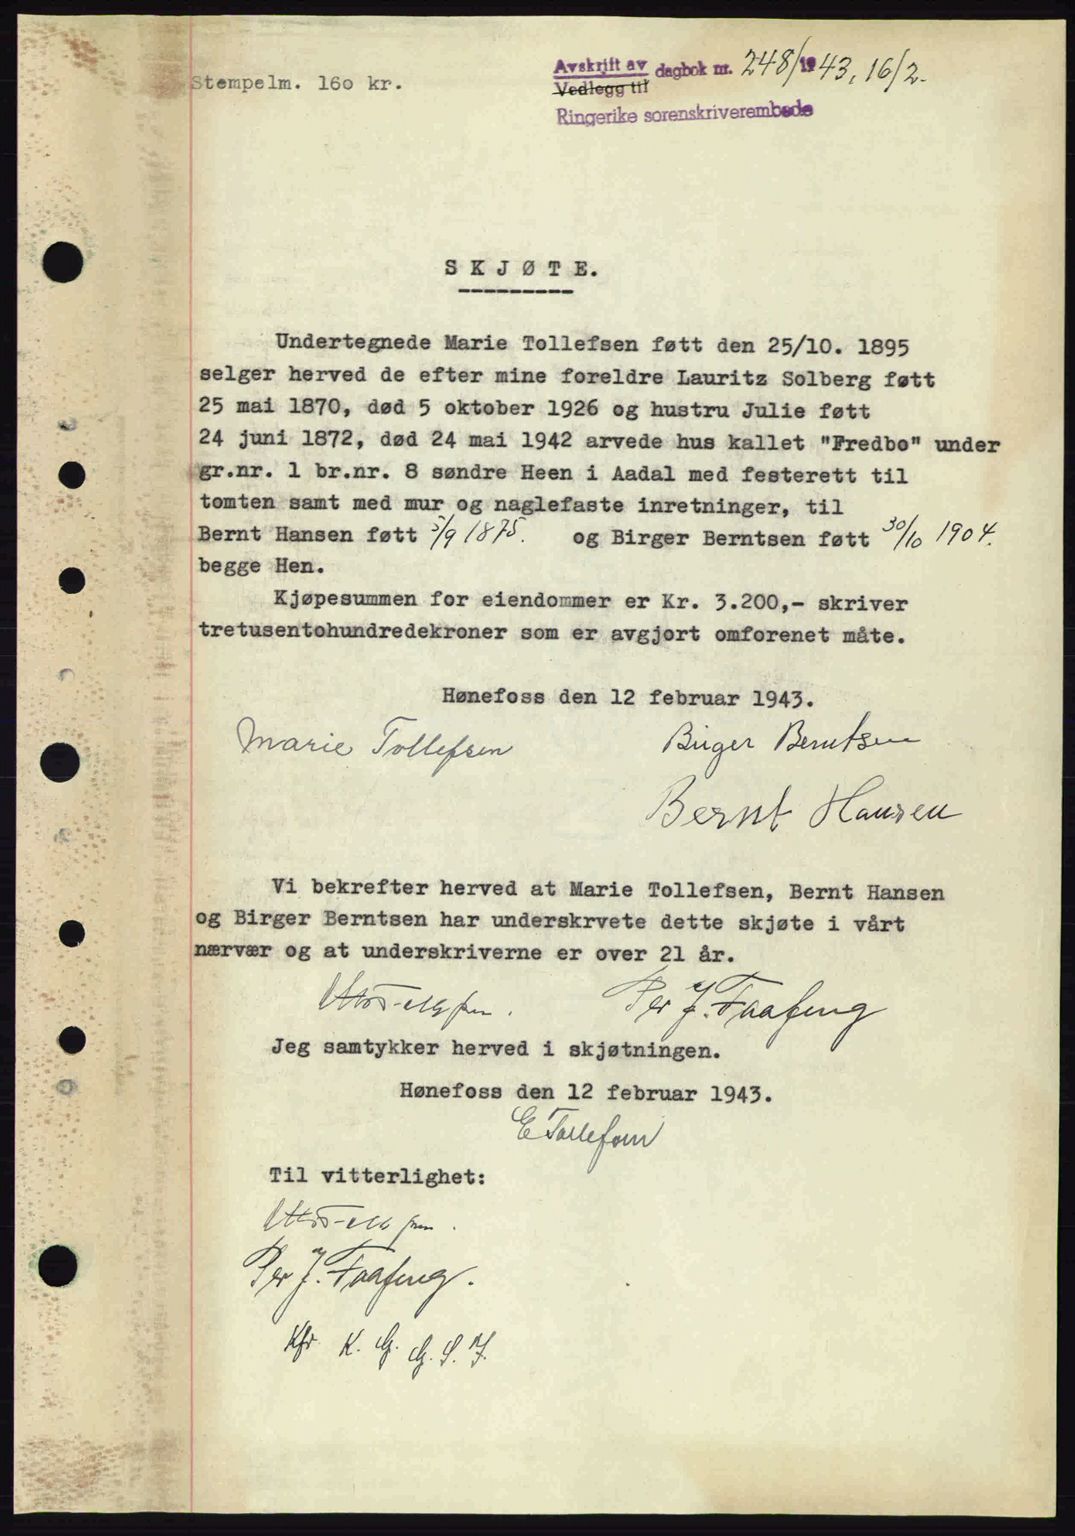 Stempelm. 160 kr.
Avskrift av
Vedlegg til
dagbok nr. 248/1943, 16/2.
Ringerike sorenskriverembede
SKJØTE.
Undertegnede Marie Tollefsen føtt den 25/10. 1895
selger herved de efter mine foreldre Lauritz Solberg føtt
25 mai 1870, død 5 oktober 1926 og hustru Julie føtt
24 juni 1872, død 24 mai 1942 arvede hus kallet "Fredbo" under
gr.nr. 1 br.nr. 8 søndre Heen i Aadal med festerett til
tomten samt med mur og naglefaste inretninger, til
Bernt Hansen føtt 3/9 1875. og Birger Berntsen føtt 30/10 1904.
begge Hen.
Kjøpesummen for eiendommer er Kr. 3.200,- skriver
tretusentohundredekroner som er avgjort omforenet måte.
Hønefoss den 12 februar 1943.
Marie Tollefsen
Birger Berntsen
Bernt Hansen
Vi bekrefter herved at Marie Tollefsen, Bernt Hansen
og Birger Berntsen har underskrvete dette skjøte i vårt
nærvær og at underskriverne er over 21 år.
Per J. Faafeng
Jeg samtykker herved i skjøtningen.
Hønefoss den 12 februar 1943.
E Tollefsen
Til vitterlighet:
Per J. Faafeng.